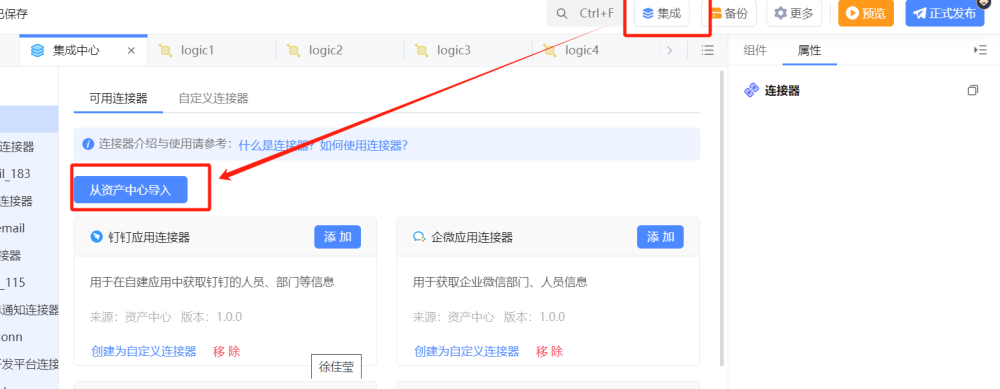 已保存
Ctrl+F
集成
备份
更多
预览
正式发布
集成中心
logic1
logic2
logic3
logic4
组件
属性
可用连接器
自定义连接器
连接器
连接器介绍与使用请参考：什么是连接器？如何使用连接器？
连接器
il_183
连接器
email
接器
_115
通知连接器
onn
开发平台连接
从资产中心导入
钉钉应用连接器
添 加
企微应用连接器
添 加
用于在自建应用中获取钉钉的人员、部门等信息
用于获取企业微信部门、人员信息
来源：资产中心 版本：1.0.0
来源：资产中心 版本：1.0.0
创建为自定义连接器 移 除
创建为自定义连接器 移 除
徐佳莹